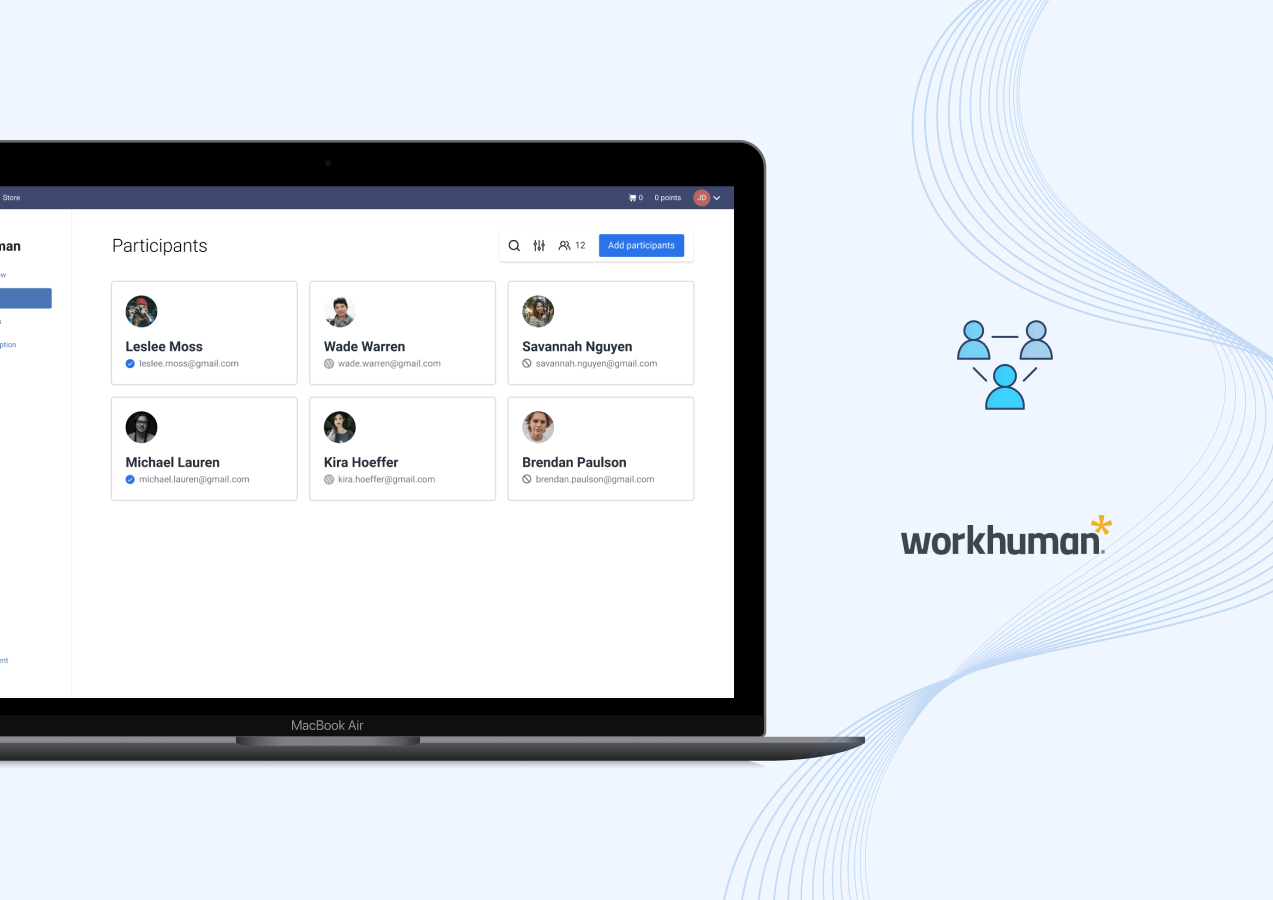 Store
0
0 points
JD
man
Participants
12
Add participants
ew
s
ption
ent
Leslee Moss
leslee.moss@gmail.com
Wade Warren
wade.warren@gmail.com
Savannah Nguyen
savannah.nguyen@gmail.com
Michael Lauren
michael.lauren@gmail.com
Kira Hoeffer
kira.hoeffer@gmail.com
Brendan Paulson
brendan.paulson@gmail.com
MacBook Air
workhuman*